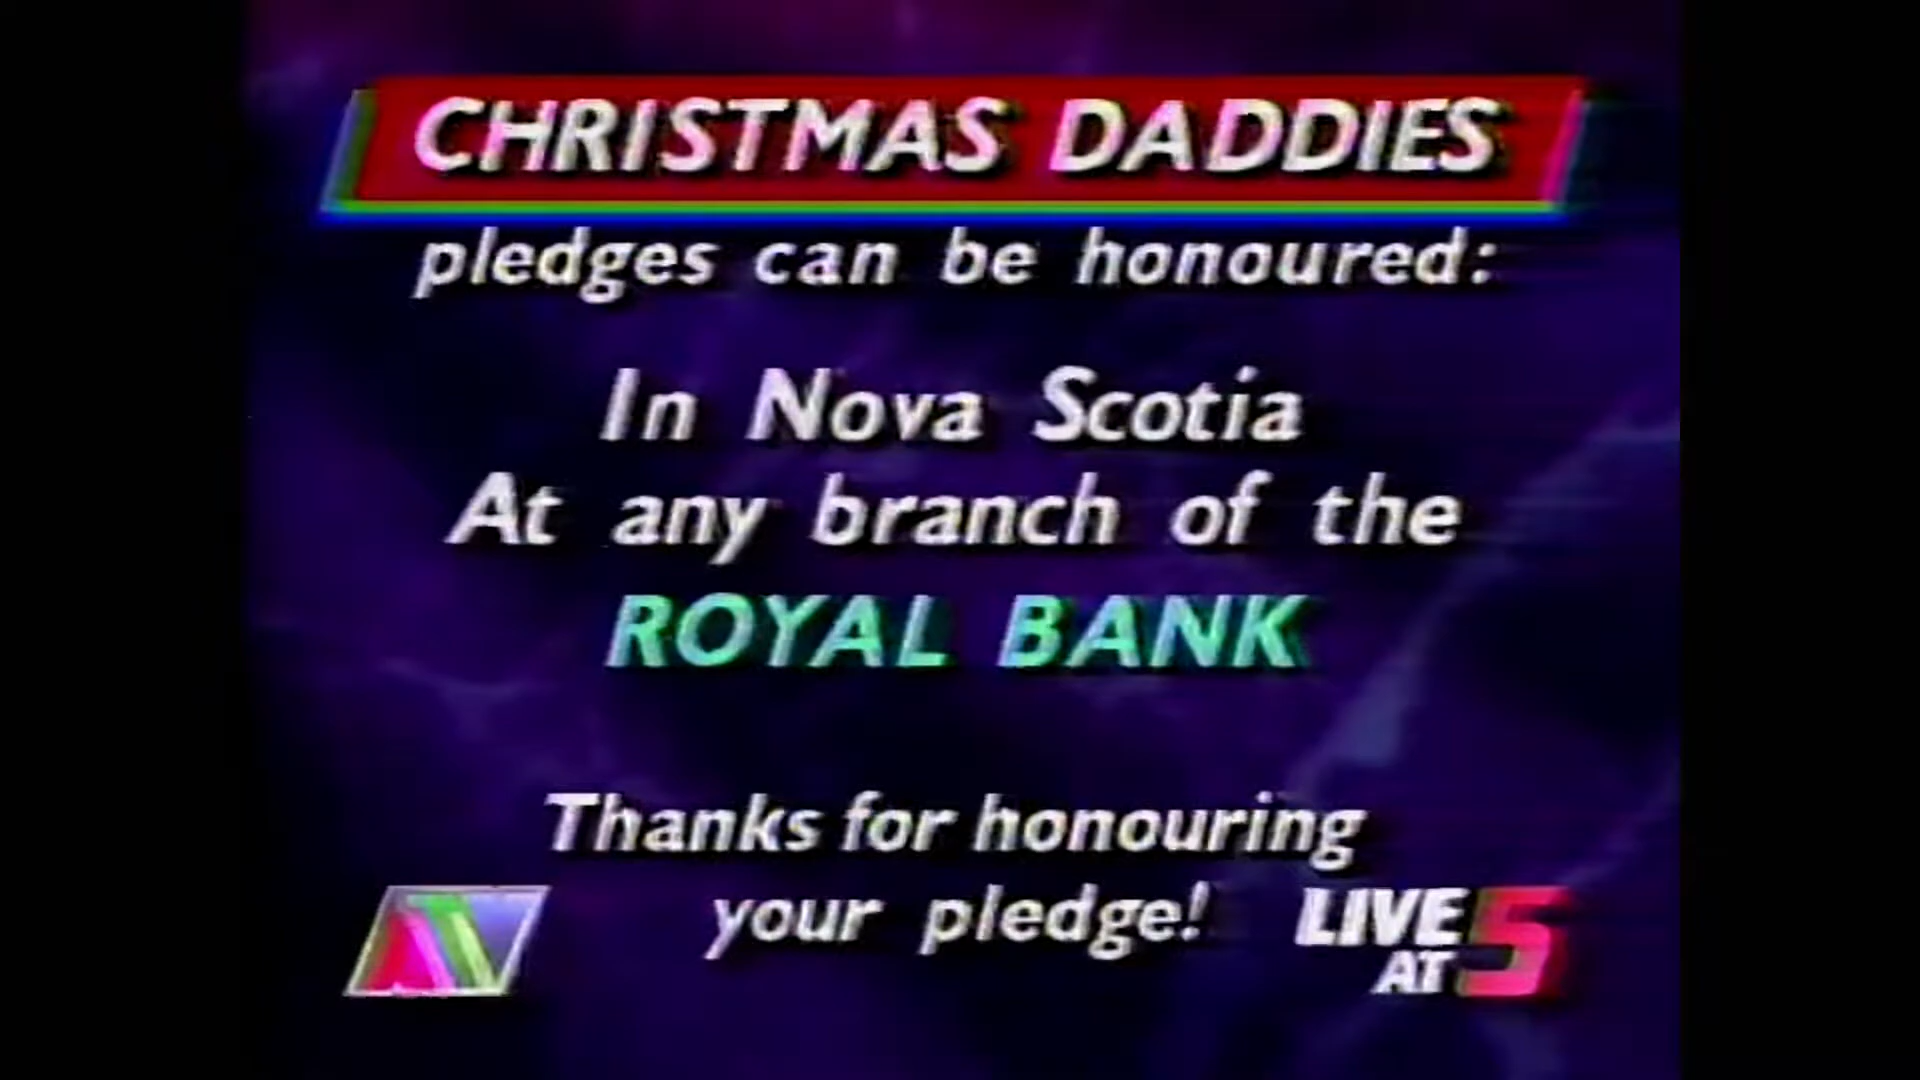 CHRISTMAS DADDIES
pledges can be honoured:
In Nova Scotia
At any branch of the
ROYAL BANK
Thanks for honouring
your pledge!
LIVE
AT 5
ATV